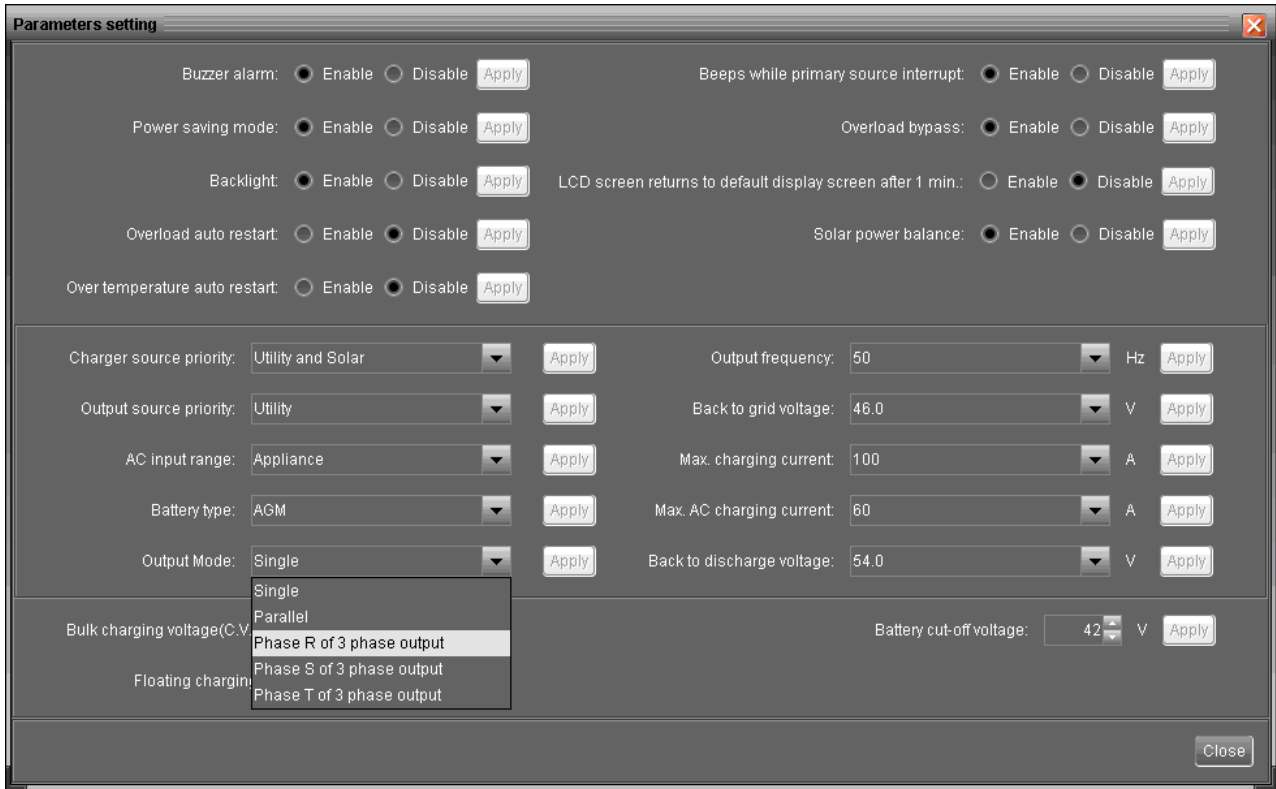 Parameters setting
Buzzer alarm: Enable Disable Apply Beeps while primary source interrupt: Enable Disable Apply
Power saving mode: Enable Disable Apply Overload bypass: Enable Disable Apply
Backlight: Enable Disable Apply LCD screen returns to default display screen after 1 min.: Enable Disable Apply
Overload auto restart: Enable Disable Apply Solar power balance: Enable Disable Apply
Over temperature auto restart: Enable Disable Apply
Charger source priority: Utility and Solar Apply Output frequency: 50 Hz Apply
Output source priority: Utility Apply Back to grid voltage: 46.0 V Apply
AC input range: Appliance Apply Max. charging current: 100 A Apply
Battery type: AGM Apply Max. AC charging current: 60 A Apply
Output Mode: Single Apply Back to discharge voltage: 54.0 V Apply
Single
Parallel
Bulk charging voltage(C.V. Phase R of 3 phase output Battery cut-off voltage: 42 V Apply
Phase S of 3 phase output
Floating charging Phase T of 3 phase output
Close